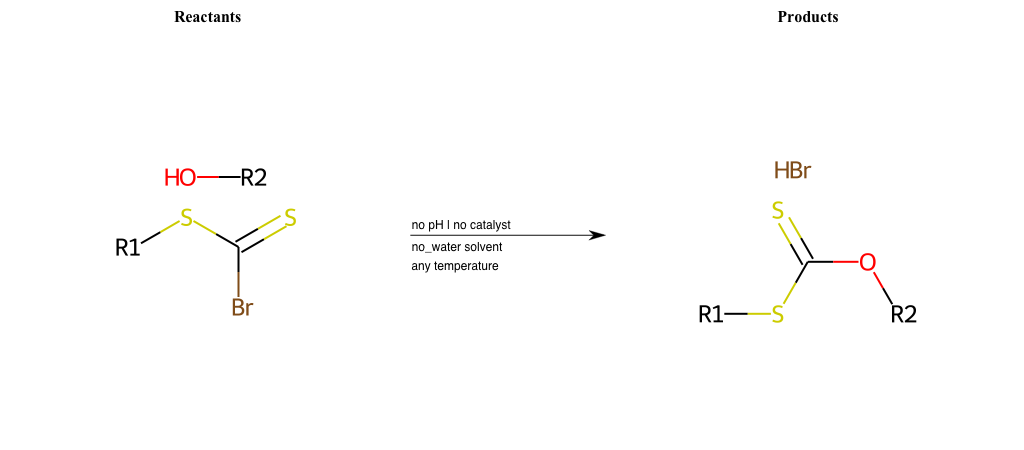 Reactants
Products
HO R2
R1 S S
Br
no pH | no catalyst
no_water solvent
any temperature
HBr
S
O
R1 S R2